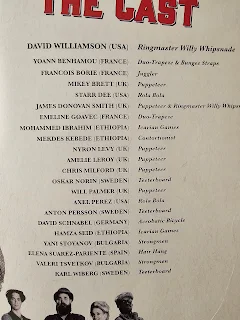 THE CAST
DAVID WILLIAMSON (USA) Ringmaster Willy Whipsnade
YOANN BENHAMOU (FRANCE) Duo-Trapeze & Bungee Straps
FRANCOIS BORIE (FRANCE) Juggler
MIKEY BRETT (UK) Puppeteer
STARR DEE (USA) Rola Bola
JAMES DONOVAN SMITH (UK) Puppeteer & Ringmaster Willy Whipsn
EMELINE GOAVEC (FRANCE) Duo-Trapeze
MOHAMMED IBRAHIM (ETHIOPIA) Icarian Games
MEKDES KEBEDE (ETHIOPIA) Contortionist
NYRON LEVY (UK) Puppeteer
AMELIE LEROY (UK) Puppeteer
CHRIS MILFORD (UK) Puppeteer
OSKAR NORIN (SWEDEN) Teeterboard
WILL PALMER (UK) Puppeteer
AXEL PEREZ (USA) Rola Bola
ANTON PERSSON (SWEDEN) Teeterboard
DAVID SCHNABEL (GERMANY) Acrobatic Bicycle
HAMZA SEID (ETHIOPIA) Icarian Games
YANI STOYANOV (BULGARIA) Strongmen
ELENA SUAREZ-PARIENTE (SPAIN) Hair Hang
VALERI TSVETKOV (BULGARIA) Strongmen
KARL WIBERG (SWEDEN) Teeterboard